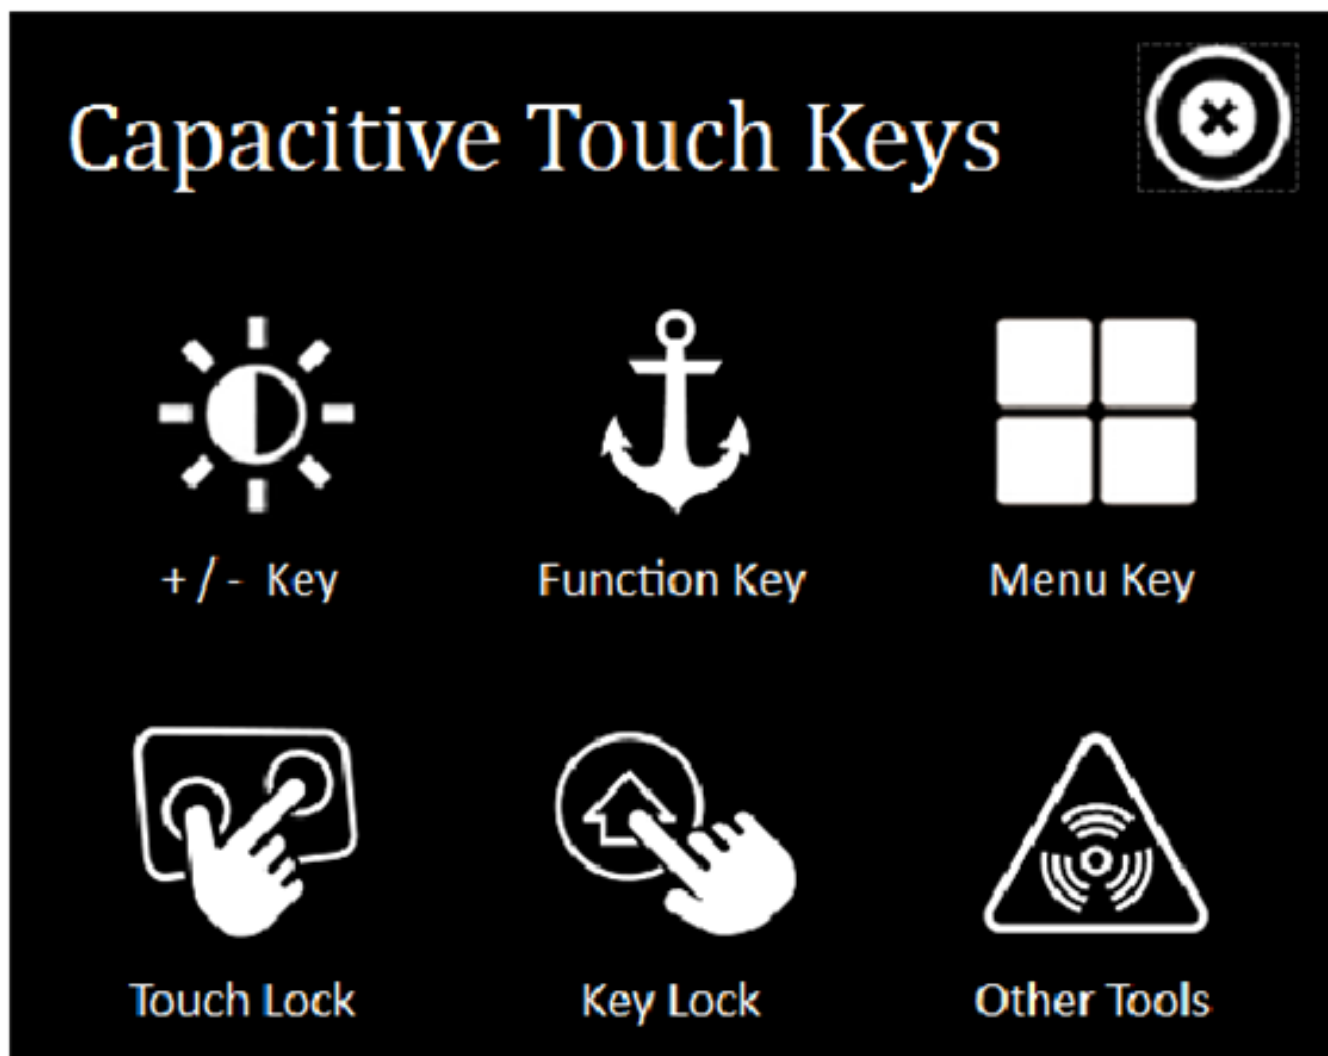 Capacitive Touch Keys
+/- Key
Function Key
Menu Key
Touch Lock
Key Lock
Other Tools